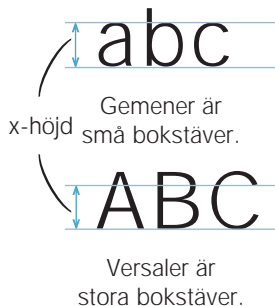 abc
Gemener är
små bokstäver.
x-höjd
ABC
Versaler är
stora bokstäver.